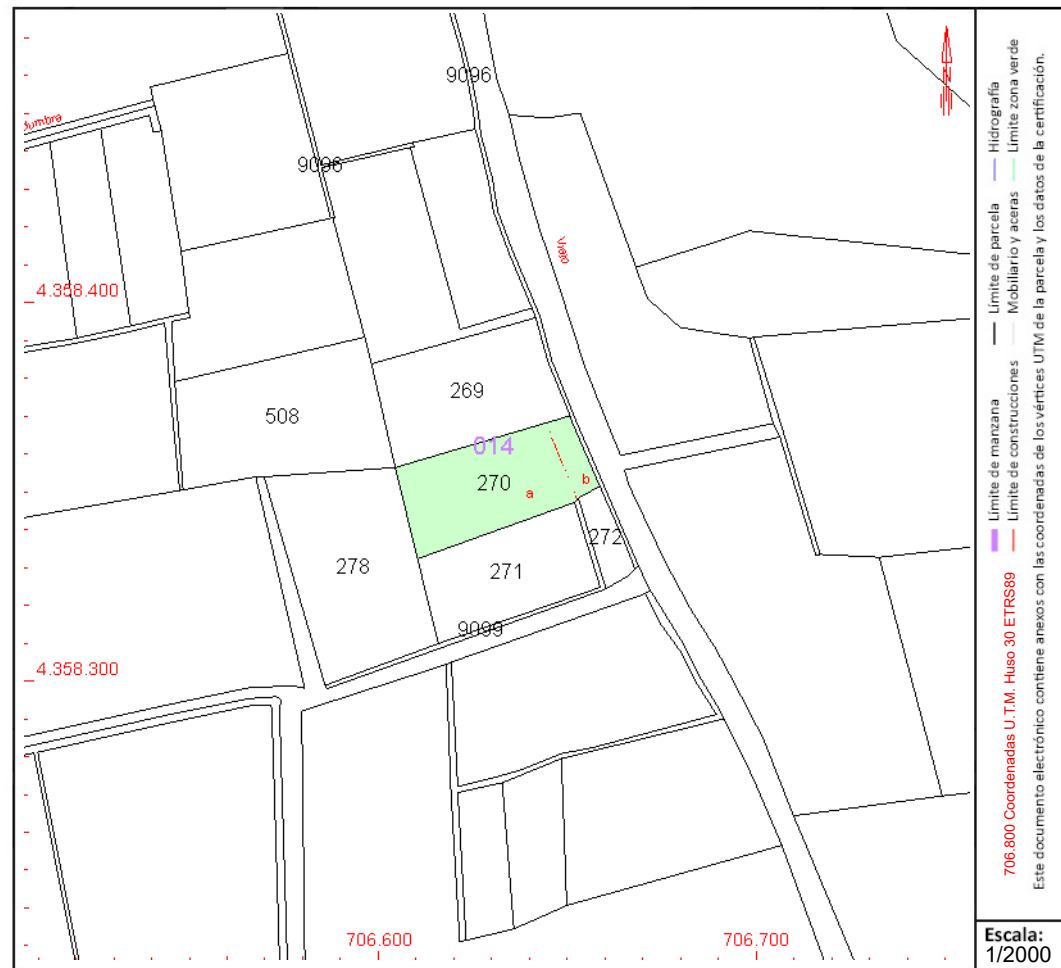 9096
9096
Vreto
4.358.400
269
508
014
270
a
b
272
278
271
9099
4.358.300
706.600
706.700
N
Límite de manzana
Límite de parcela
Hidrografía
Límite de construcciones
Mobiliario y aceras
Límite zona verde
706.800 Coordenadas U.T.M. Huso 30 ETRS89
Este documento electrónico contiene anexos con las coordenadas de los vértices UTM de la parcela y los datos de la certificación.
Escala:
1/2000